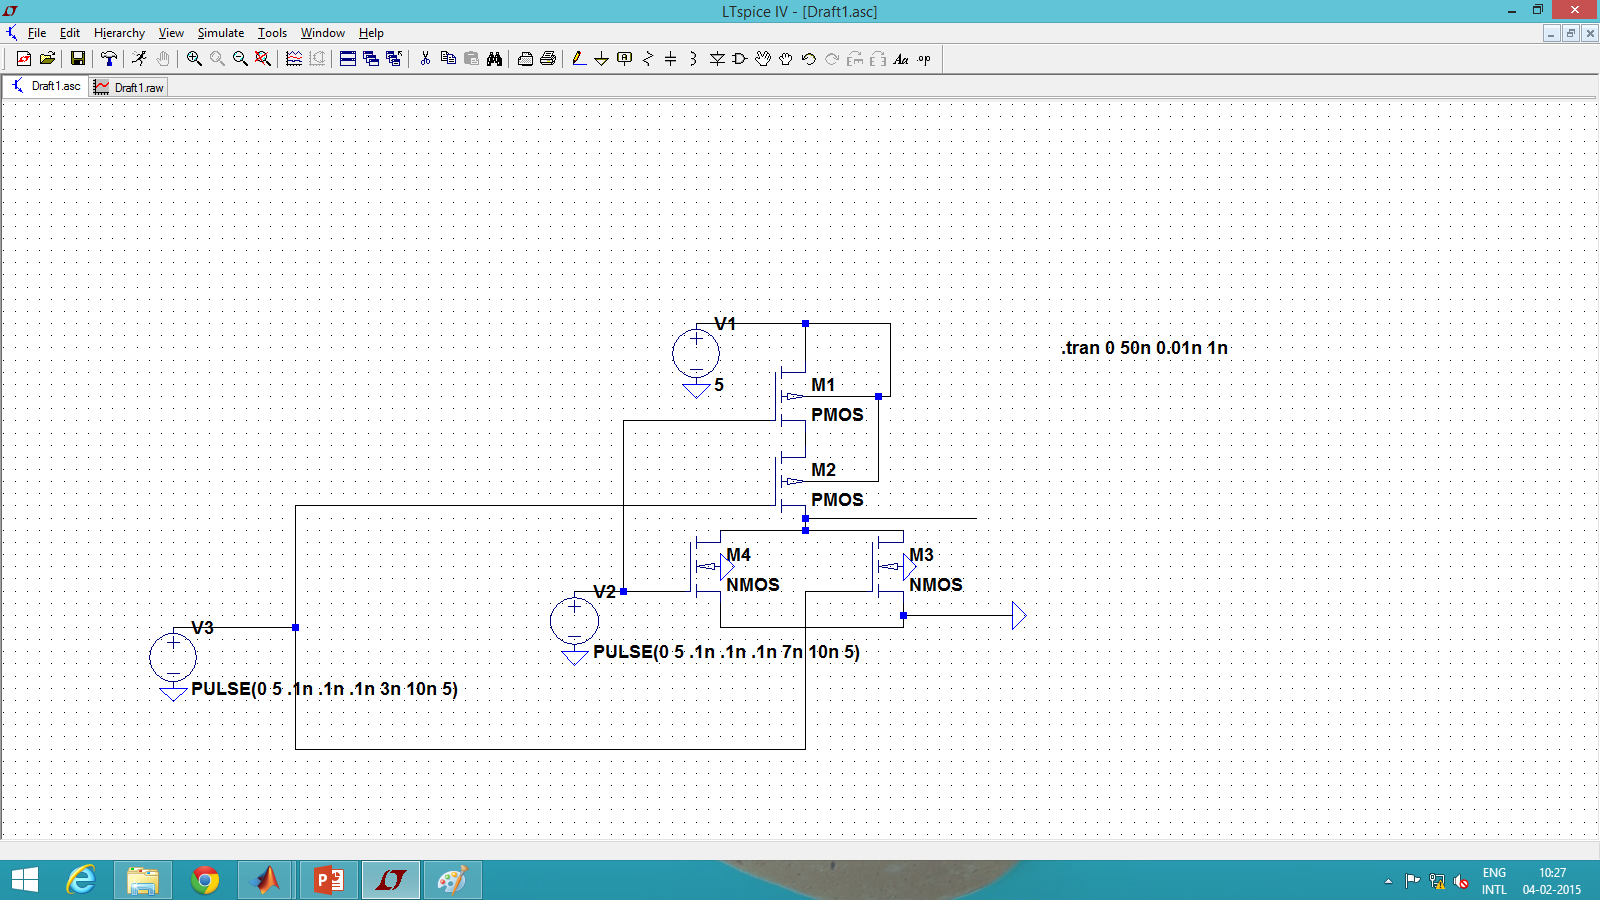 LTspice IV - [Draft1.asc]
File Edit Hierarchy View Simulate Tools Window Help
Aa .op
Draft1.asc Draft1.raw
V1
.tran 0 50n 0.01n 1n
5
M1
PMOS
M2
PMOS
M4
M3
NMOS
NMOS
V2
V3
PULSE(0 5 .1n .1n .1n 7n 10n 5)
PULSE(0 5 .1n .1n .1n 3n 10n 5)
ENG
INTL
10:27
04-02-2015